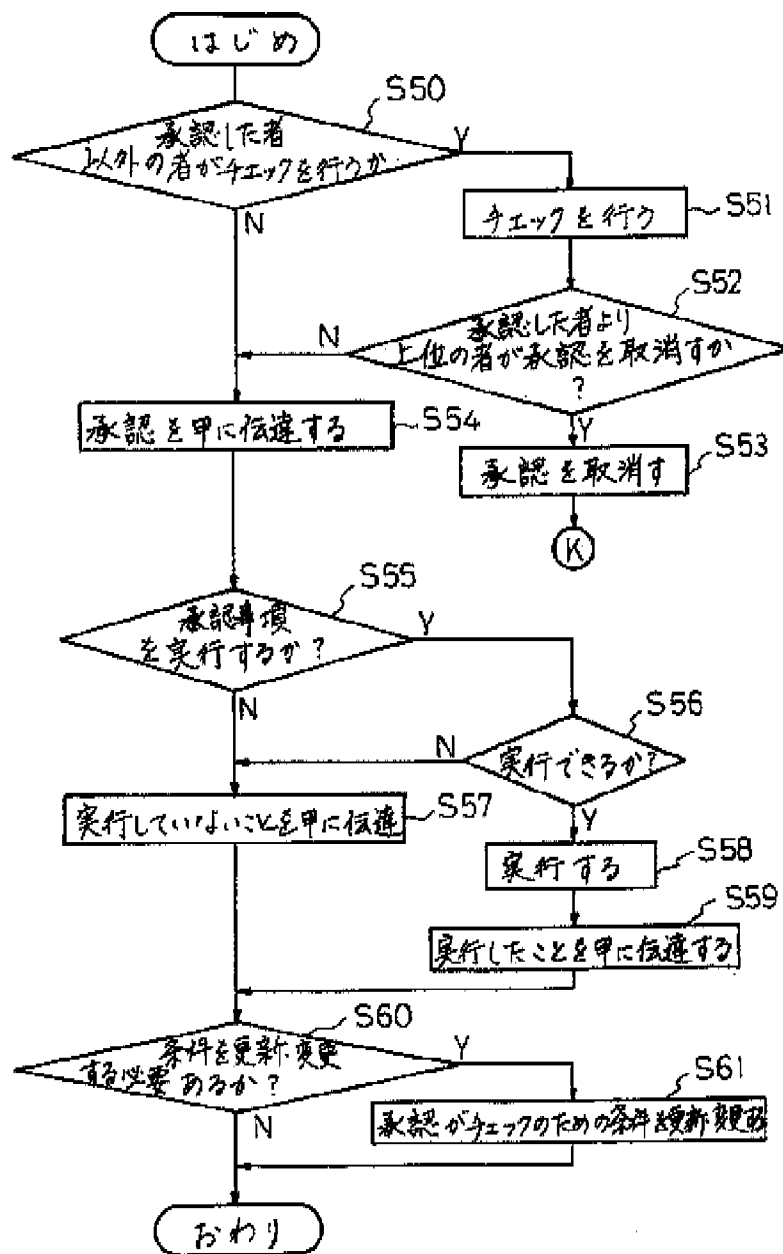 はじめ
S50
承認した者
以外の者がチェックを行うか
Y
N
チェックを行う
S51
S52
承認した者より
上位の者が承認を取消すか
?
N
Y
承認を甲に伝達する
S54
承認を取消す
S53
K
S55
承認事項
を実行するか?
Y
N
S56
実行できるか?
N
Y
実行していないことを甲に伝達
S57
実行する
S58
S59
実行したことを甲に伝達する
S60
条件を更新・変更
する必要あるか?
Y
N
S61
承認がチェックのための条件を更新・変更
おわり